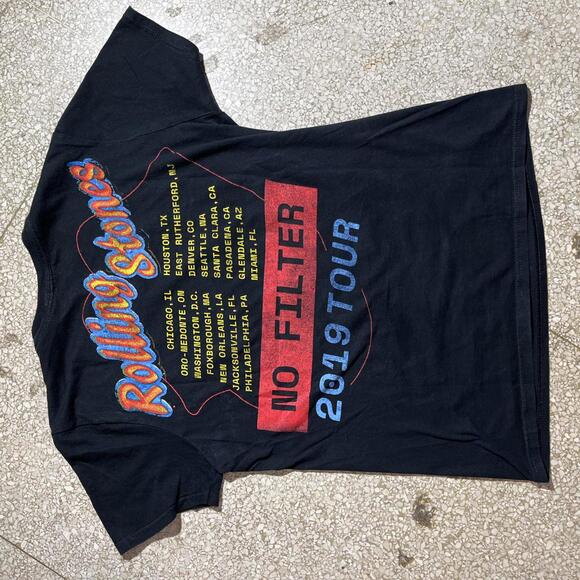 Rolling Stones
CHICAGO,IL
ORO-MEDONTE,ON
WASHINGTON,D.C.
FOXBOROUGH,MA
NEW ORLEANS,LA
JACKSONVILLE,FL
PHILADELPHIA,PA
HOUSTON,TX
EAST RUTHERFORD,NJ
DENVER,CO
SEATTLE,WA
SANTA CLARA,CA
PASADENA,CA
GLENDALE,AZ
MIAMI,FL
NO FILTER
2019 TOUR